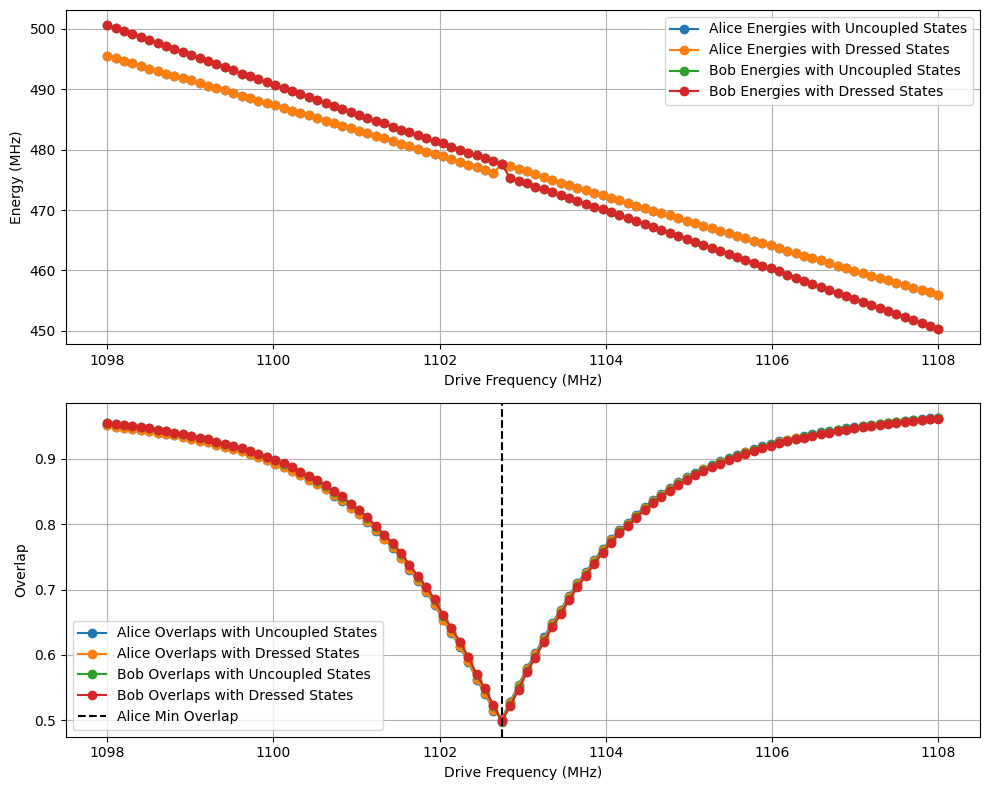 500
490
480
470
460
450
Energy (MHz)
Alice Energies with Uncoupled States
Alice Energies with Dressed States
Bob Energies with Uncoupled States
Bob Energies with Dressed States
1098
1100
1102
1104
1106
1108
Drive Frequency (MHz)
0.9
0.8
0.7
0.6
0.5
Overlap
Alice Overlaps with Uncoupled States
Alice Overlaps with Dressed States
Bob Overlaps with Uncoupled States
Bob Overlaps with Dressed States
Alice Min Overlap
1098
1100
1102
1104
1106
1108
Drive Frequency (MHz)